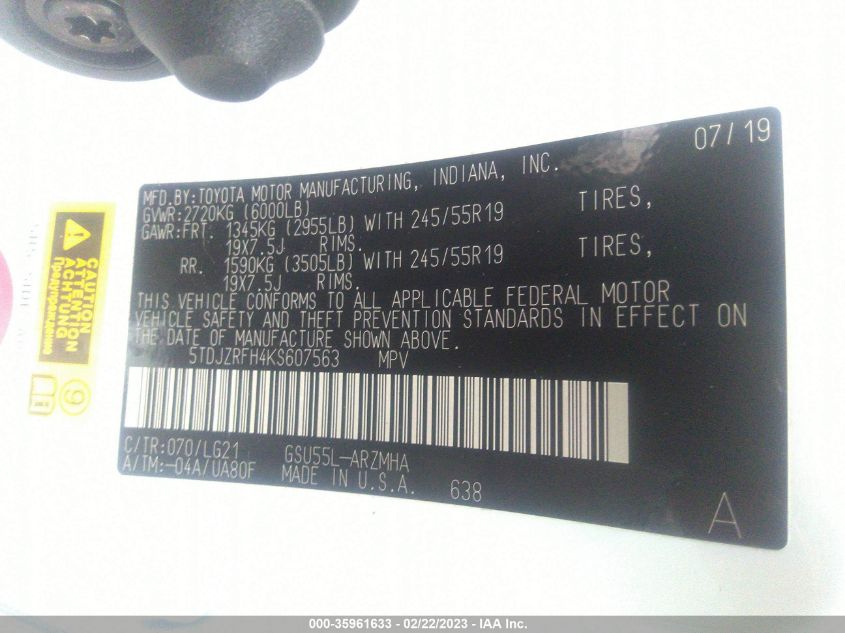 07/19
MFD.BY:TOYOTA MOTOR MANUFACTURING, INDIANA, INC.
GVWR:2720KG (6000LB)
GAWR:FRT. 1345KG (2955LB) WITH 245/55R19 TIRES,
19X7.5J RIMS.
RR. 1590KG (3505LB) WITH 245/55R19 TIRES,
19X7.5J RIMS.
THIS VEHICLE CONFORMS TO ALL APPLICABLE FEDERAL MOTOR
VEHICLE SAFETY AND THEFT PREVENTION STANDARDS IN EFFECT ON
THE DATE OF MANUFACTURE SHOWN ABOVE.
5TDJZRFH4KS607563 MPV
C/TR:070/LG21 GSU55L-ARZMHA
A/TM:-04A/UA80F MADE IN U.S.A. 638
A
CAUTION
ATTENTION
ACHTUNG
Предупреждение
9
000-35961633 - 02/22/2023 - IAA Inc.